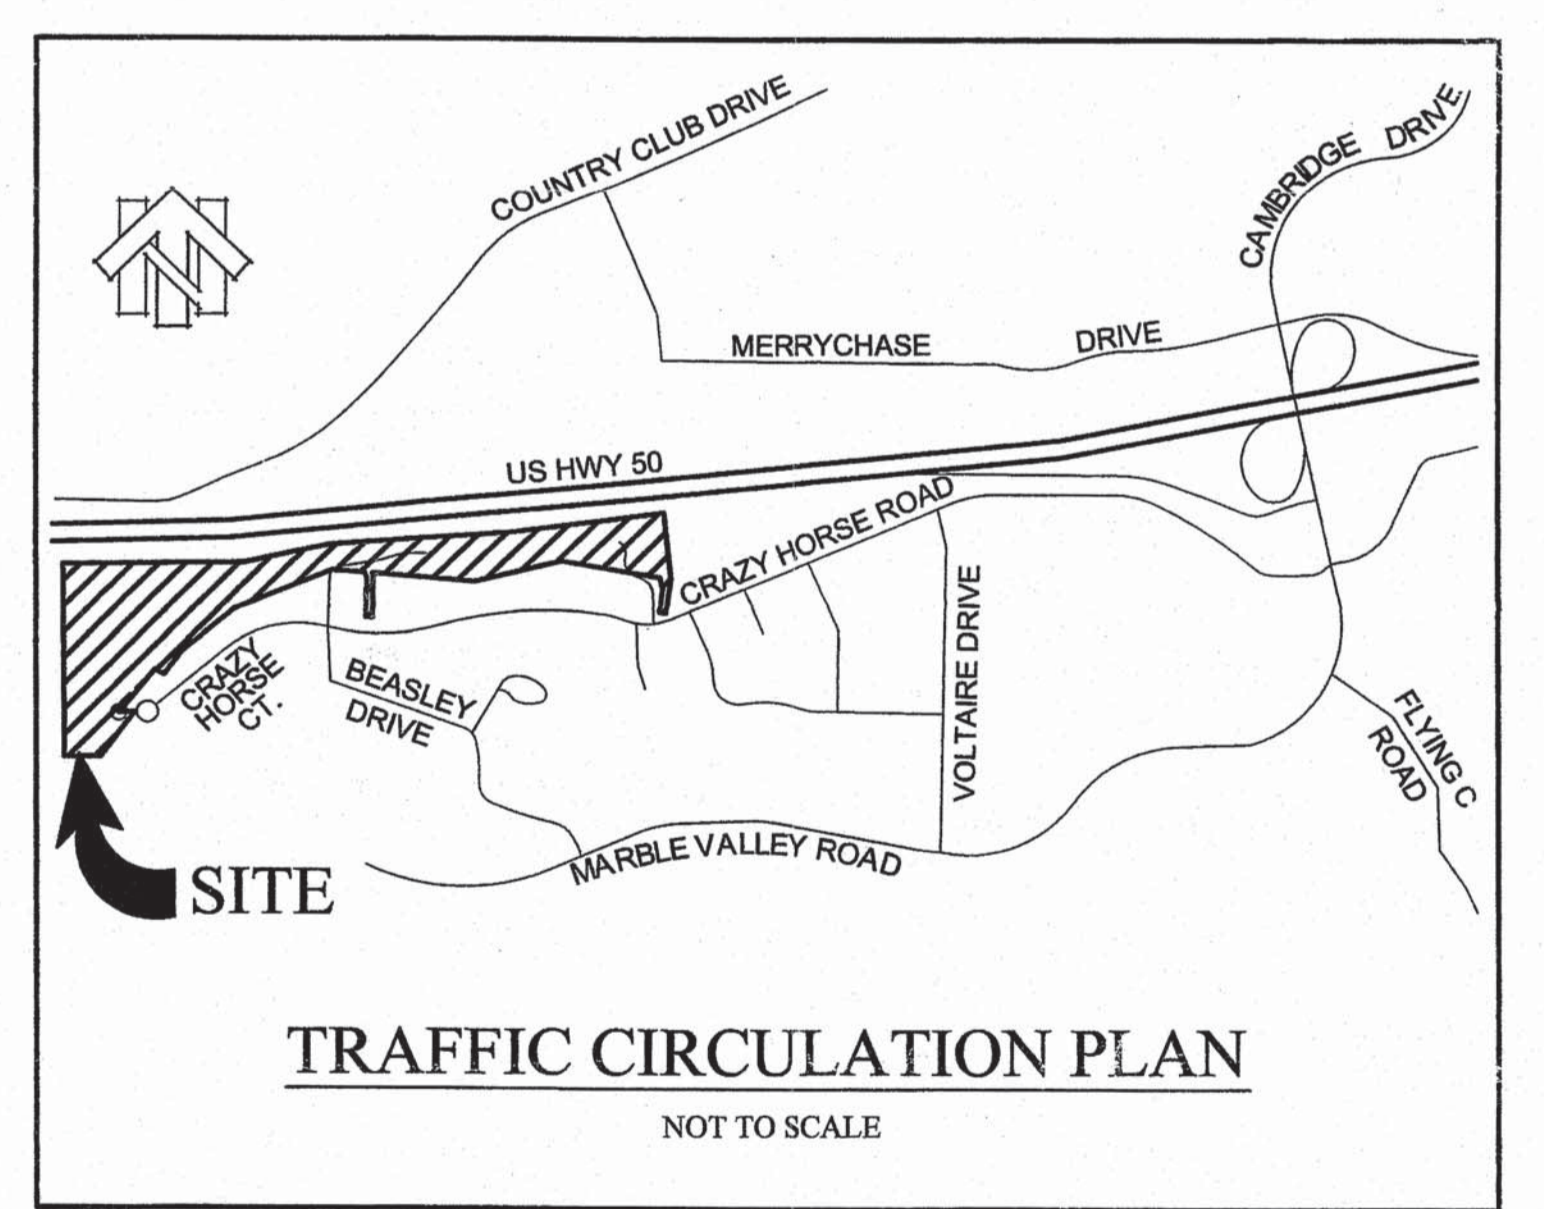 COUNTRY CLUB DRIVE
CAMBRIDGE DRIVE
N
MERRYCHASE DRIVE
US HWY 50
CRAZY HORSE ROAD
VOLTAIRE DRIVE
CRAZY
HORSE
CT.
BEASLEY
DRIVE
FLYING C
ROAD
MARBLE VALLEY ROAD
SITE
TRAFFIC CIRCULATION PLAN
NOT TO SCALE